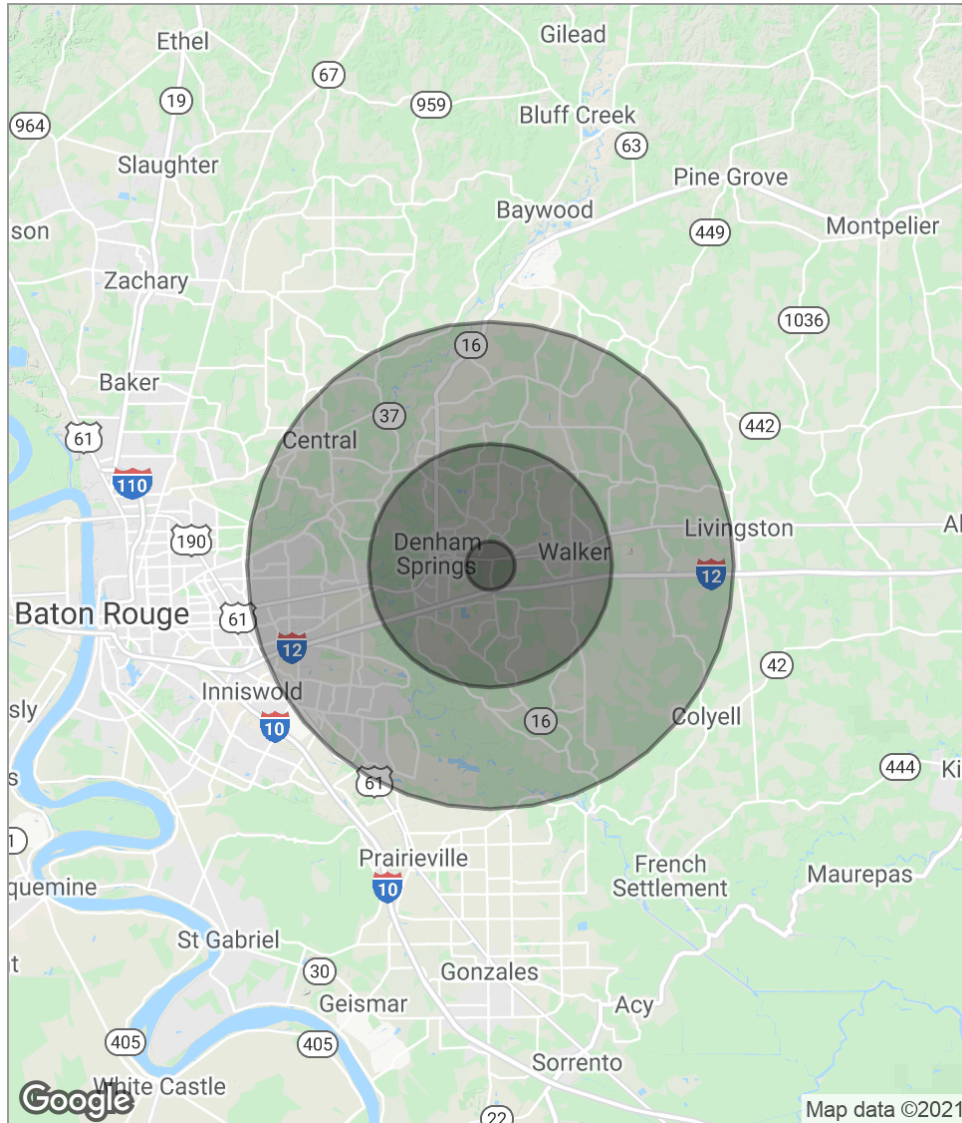 Ethel
Gilead
67
19
959
964
Bluff Creek
63
Slaughter
Pine Grove
Baywood
Montpelier
son
449
Zachary
1036
16
Baker
37
442
61
Central
110
Livingston
Al
190
Denham
Springs
Walker
12
Baton Rouge
61
12
42
Inniswold
sly
10
16
Colyell
444
Ki
s
61
1
Prairieville
French
Settlement
Maurepas
quemine
10
St Gabriel
t
30
Gonzales
Geismar
Acy
405
405
Sorrento
White Castle
Google
22
Map data ©2021